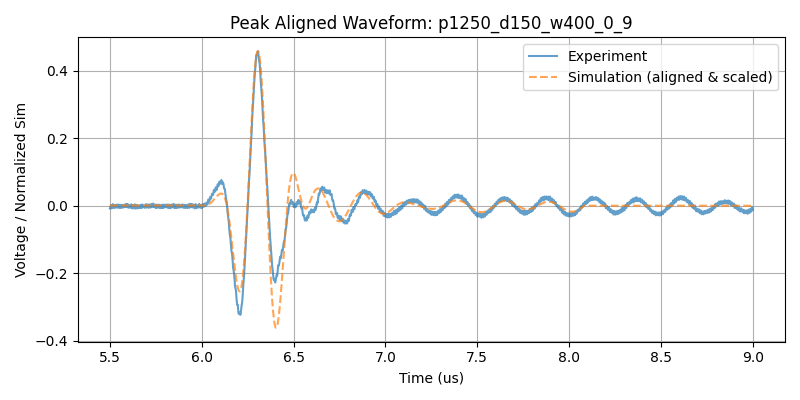 Peak Aligned Waveform: p1250_d150_w400_0_9
Experiment
Simulation (aligned & scaled)
Voltage / Normalized Sim
0.4
0.2
0.0
−0.2
−0.4
5.5 6.0 6.5 7.0 7.5 8.0 8.5 9.0
Time (us)